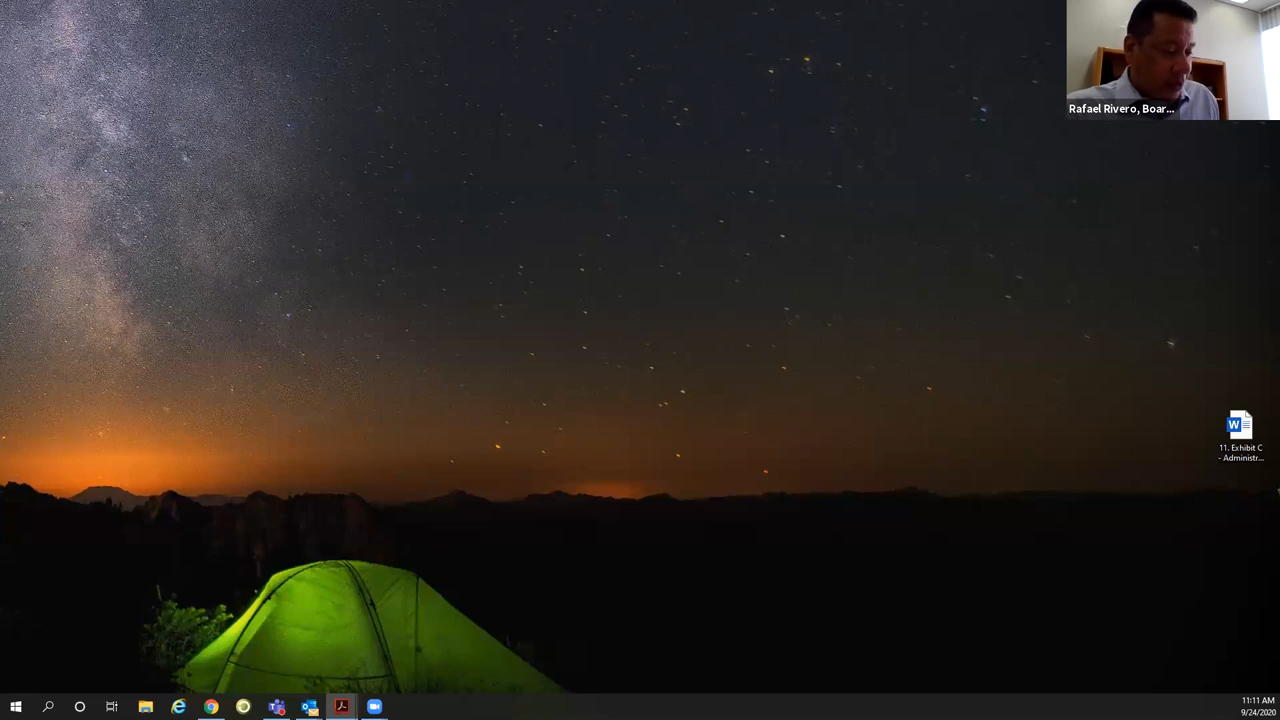 Rafael Rivero, Boar...
W
11. Exhibit C
- Administr...
11:11 AM
9/24/2020